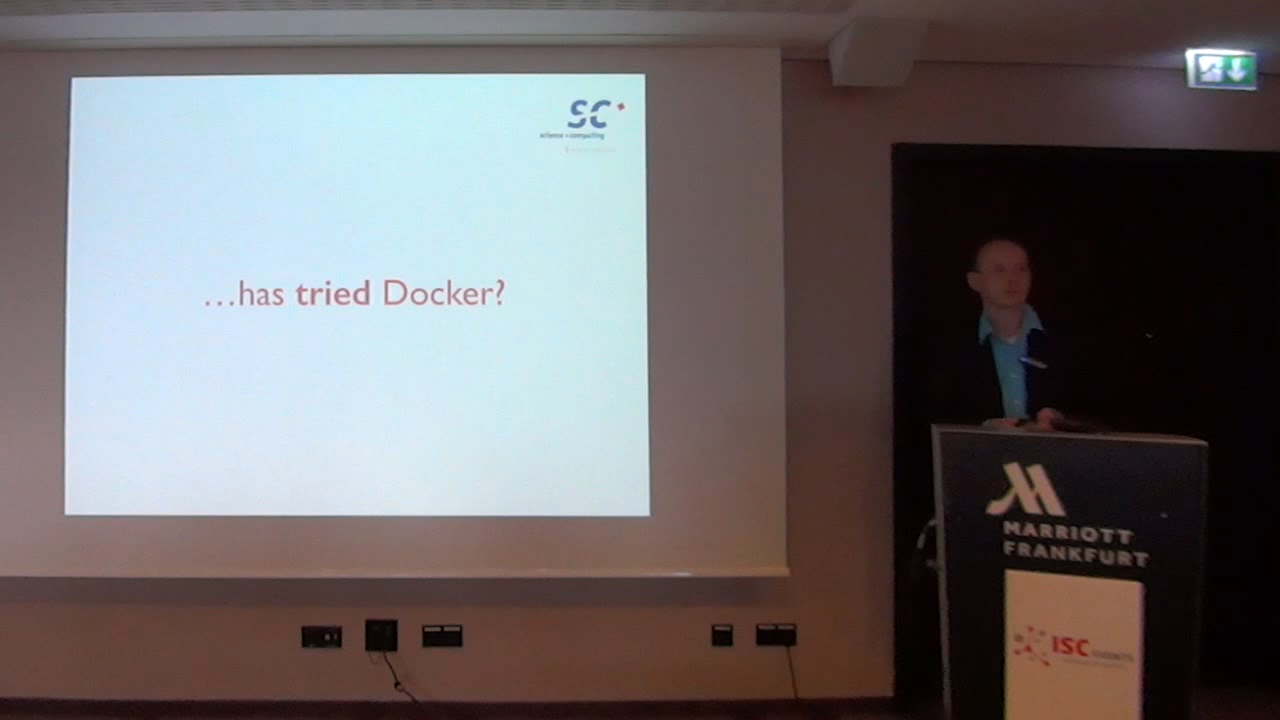 SC
science + computing
...has tried Docker?
MARRIOTT
FRANKFURT
ISC